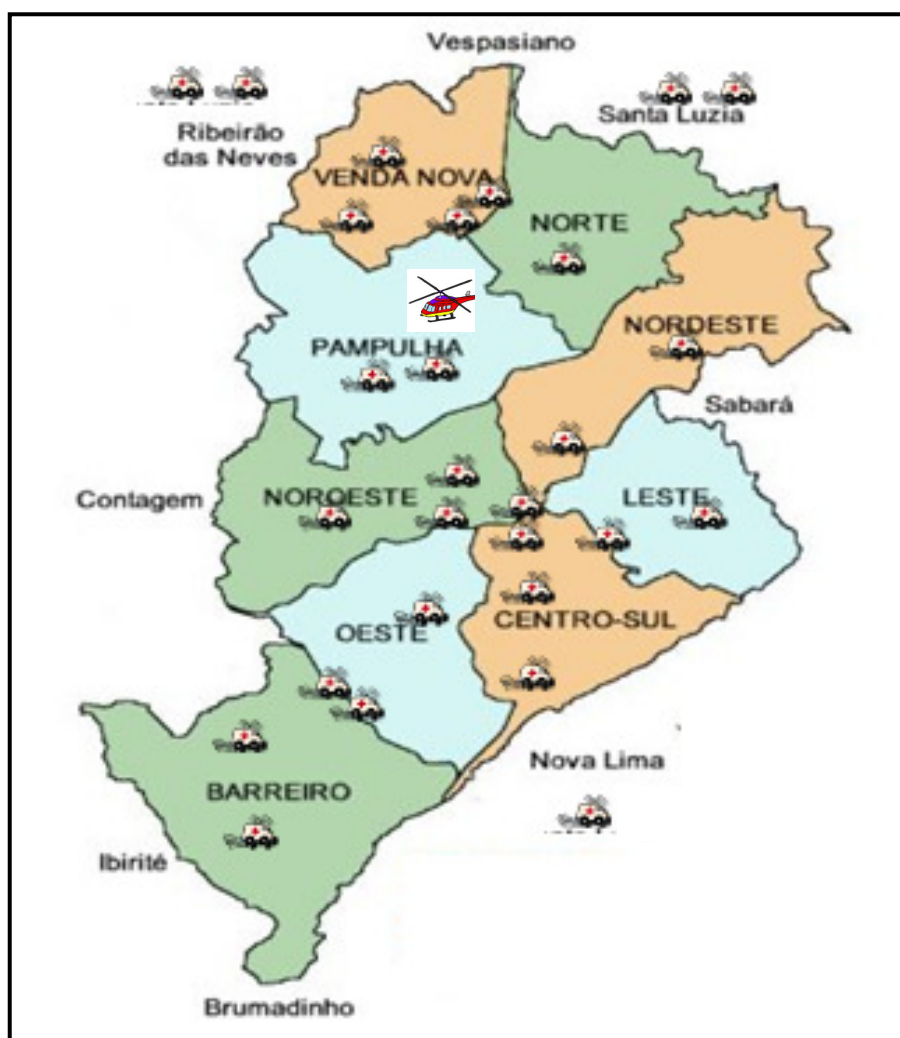 Vespasiano
Santa Luzia
Ribeirão
das Neves
VENDA NOVA
NORTE
NORDESTE
PAMPULHA
Sabará
Contagem
NOROESTE
LESTE
OESTE
CENTRO-SUL
Nova Lima
BARREIRO
Ibirité
Brumadinho